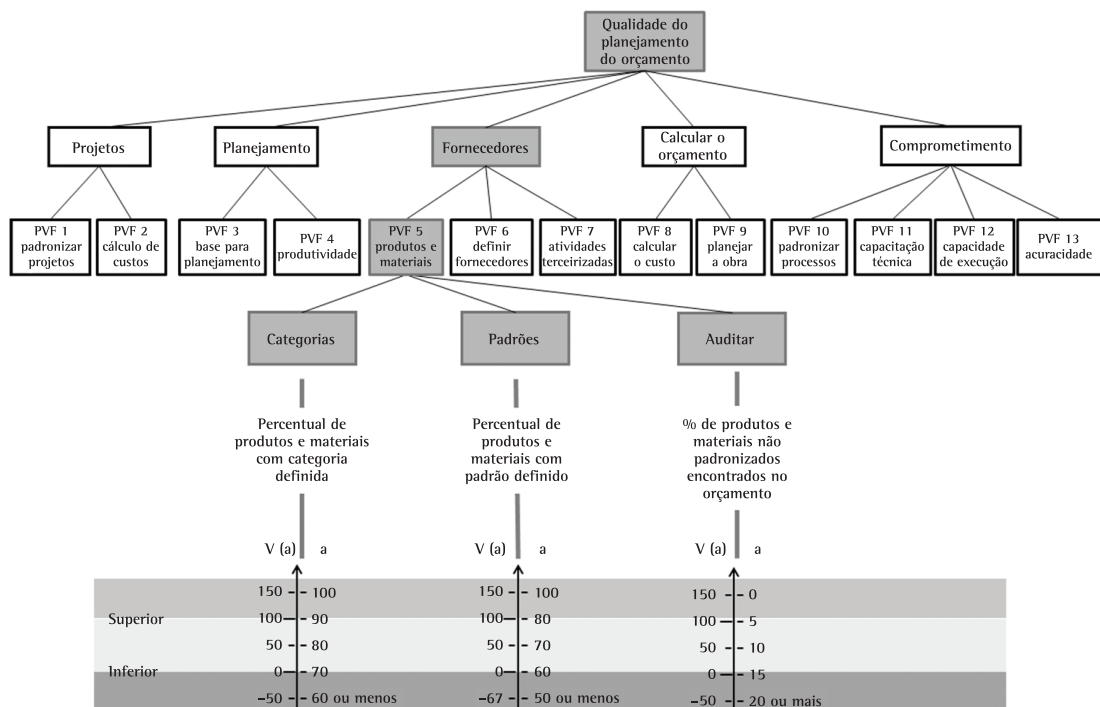 Qualidade do
planejamento
do orçamento
Projetos
Planejamento
Fornecedores
Calcular o
orçamento
Comprometimento
PVF 1
padronizar
projetos
PVF 2
cálculo de
custos
PVF 3
base para
planejamento
PVF 4
produtividade
PVF 5
produtos e
materiais
PVF 6
definir
fornecedores
PVF 7
atividades
terceirizadas
PVF 8
calcular
o custo
PVF 9
planejar
a obra
PVF 10
padronizar
processos
PVF 11
capacitação
técnica
PVF 12
capacidade
de execução
PVF 13
acuracidade
Categorias
Padrões
Auditar
Percentual de
produtos e materiais
com categoria
definida
Percentual de
produtos e
materiais com
padrão definido
% de produtos e
materiais não
padronizados
encontrados no
orçamento
V (a) a
V (a) a
V (a) a
Superior
Inferior
150 100
100 90
50 80
0 70
-50 60 ou menos
150 100
100 80
50 70
0 60
-67 50 ou menos
150 0
100 5
50 10
0 15
-50 20 ou mais